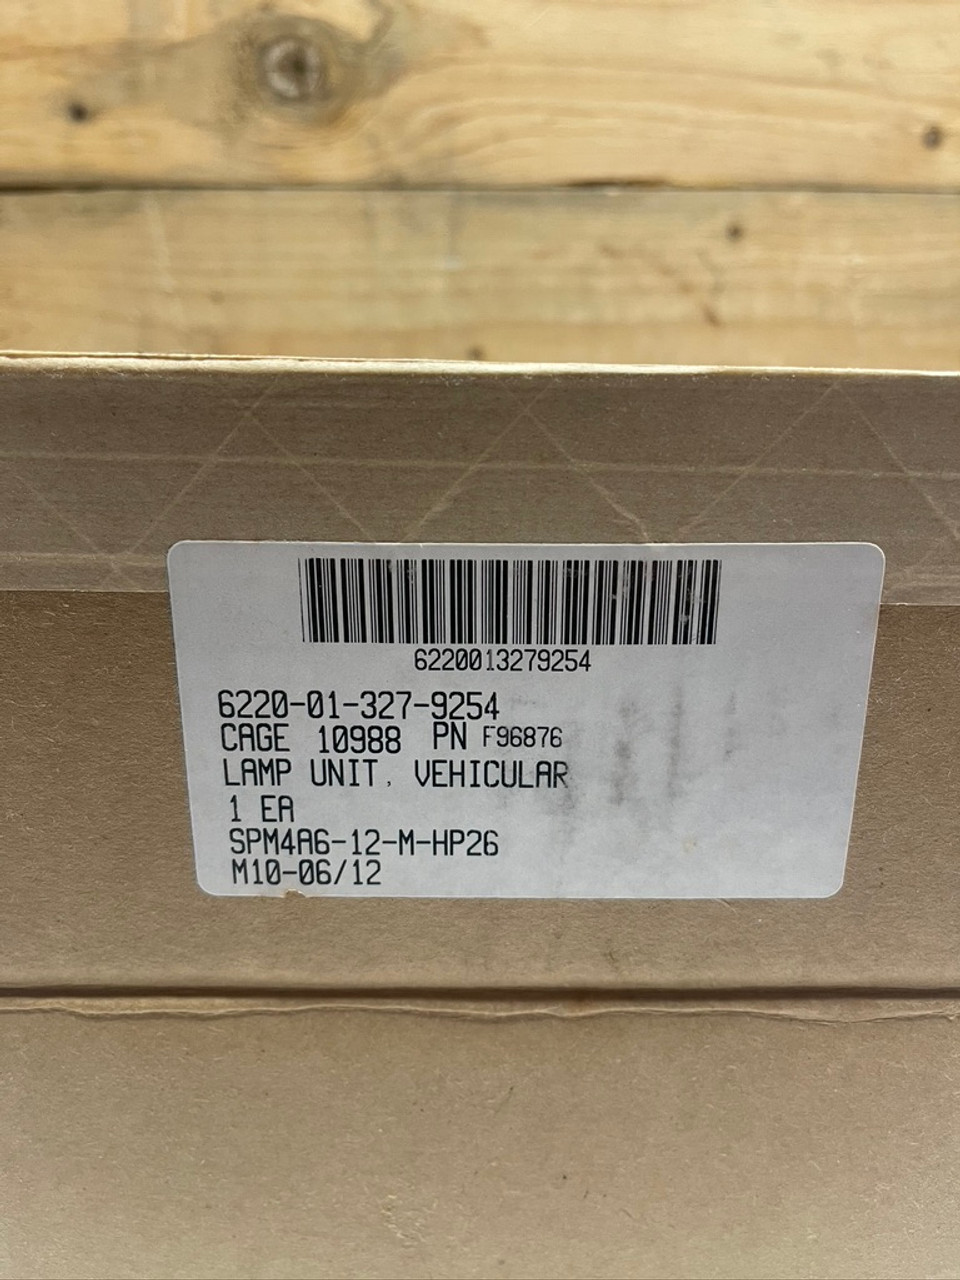 6220013279254
6220-01-327-9254
CAGE 10988 PN F96876
LAMP UNIT, VEHICULAR
1 EA
SPM4A6-12-M-HP26
M10-06/12